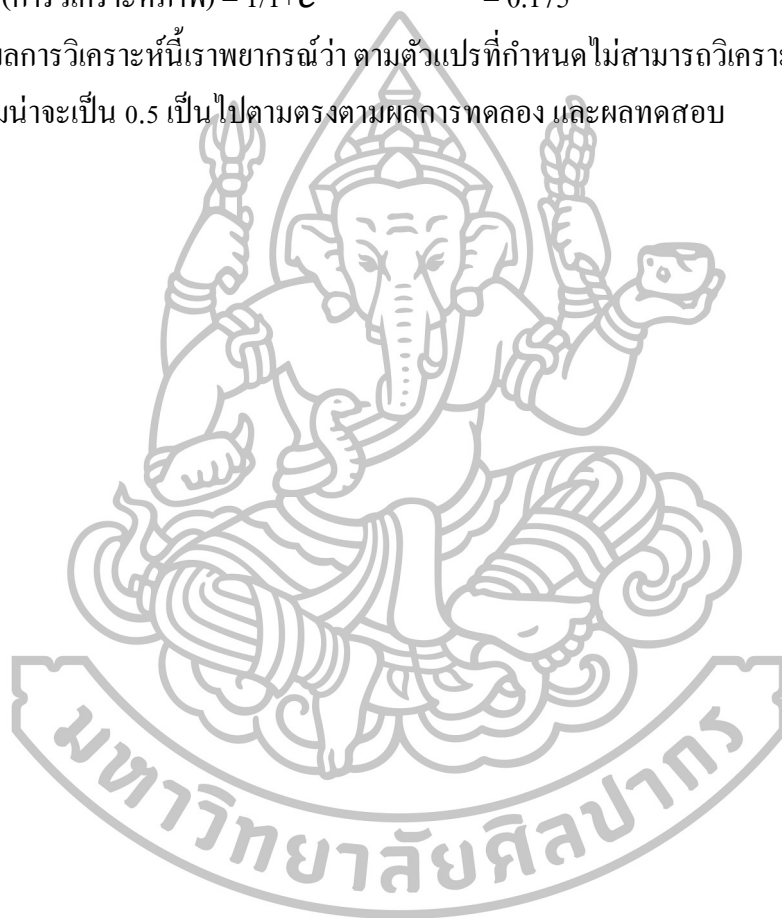 (การวิเคราะห์ภาพ) = 1/1+e = 0.175
ผลการวิเคราะห์นี้เราพยากรณ์ว่า ตามตัวแปรที่กำหนดไม่สามารถวิเคราะ
น่าจะเป็น 0.5 เป็นไปตามตรงตามผลการทดลอง และผลทดสอบ
มหาวิทยาลัยศิลปากร